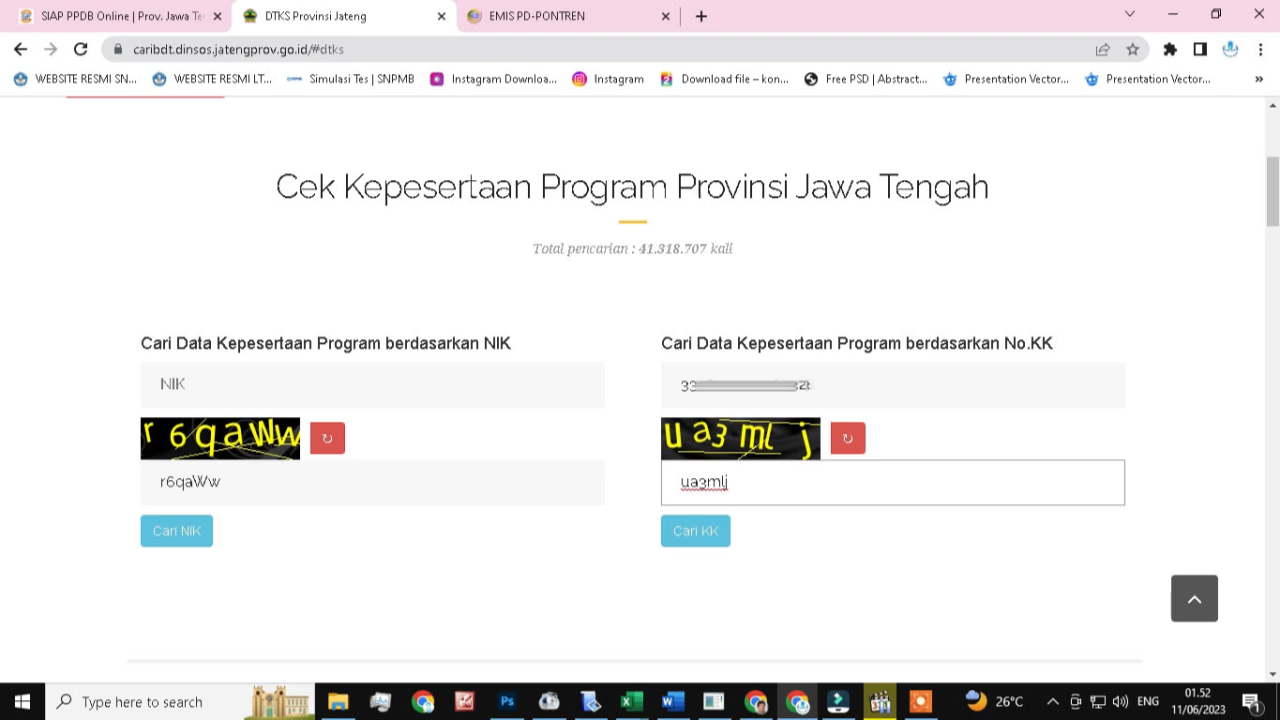 SIAP PPDB Online | Prov. Jawa Te
DTKS Provinsi Jateng
EMIS PD-PONTREN
caribdt.dinsos.jatengprov.go.id/#dtks
WEBSITE RESMI SN...
WEBSITE RESMI LT...
Simulasi Tes | SNPMB
Instagram Downloa...
Instagram
Download file – kon...
Free PSD | Abstract...
Presentation Vector...
Presentation Vector...
»
Cek Kepesertaan Program Provinsi Jawa Tengah
Total pencarian : 41.318.707 kali
Cari Data Kepesertaan Program berdasarkan NIK
NIK
r6qaWw
r6qaWw
Cari NIK
Cari Data Kepesertaan Program berdasarkan No.KK
ua3mlj
ua3mlj
Cari KK
Type here to search
Ps
26°C
ENG
01.52
11/06/2023
1